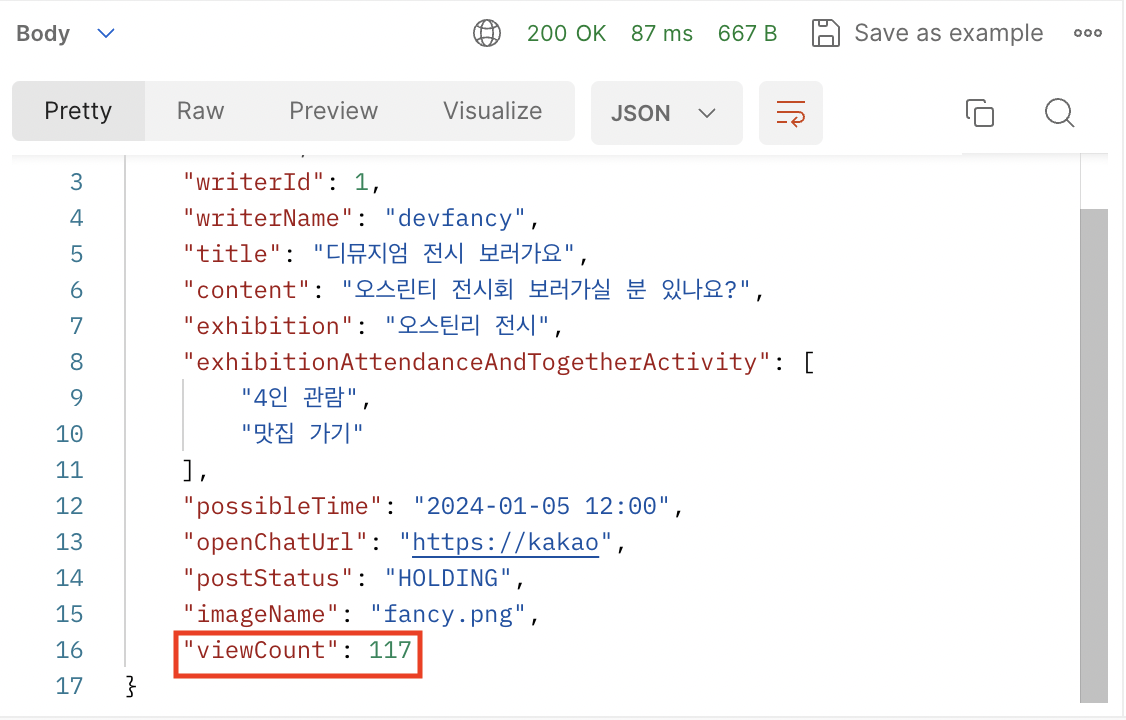 Body 200 OK 87 ms 667 B Save as example
Pretty Raw Preview Visualize JSON
3 "writerId": 1,
4 "writerName": "devfancy",
5 "title": "디뮤지엄 전시 보러가요",
6 "content": "오스린티 전시회 보러가실 분 있나요?",
7 "exhibition": "오스틴리 전시",
8 "exhibitionAttendanceAndTogetherActivity": [
9 "4인 관람",
10 "맛집 가기"
11 ],
12 "possibleTime": "2024-01-05 12:00",
13 "openChatUrl": "https://kakao",
14 "postStatus": "HOLDING",
15 "imageName": "fancy.png",
16 "viewCount": 117
17 }